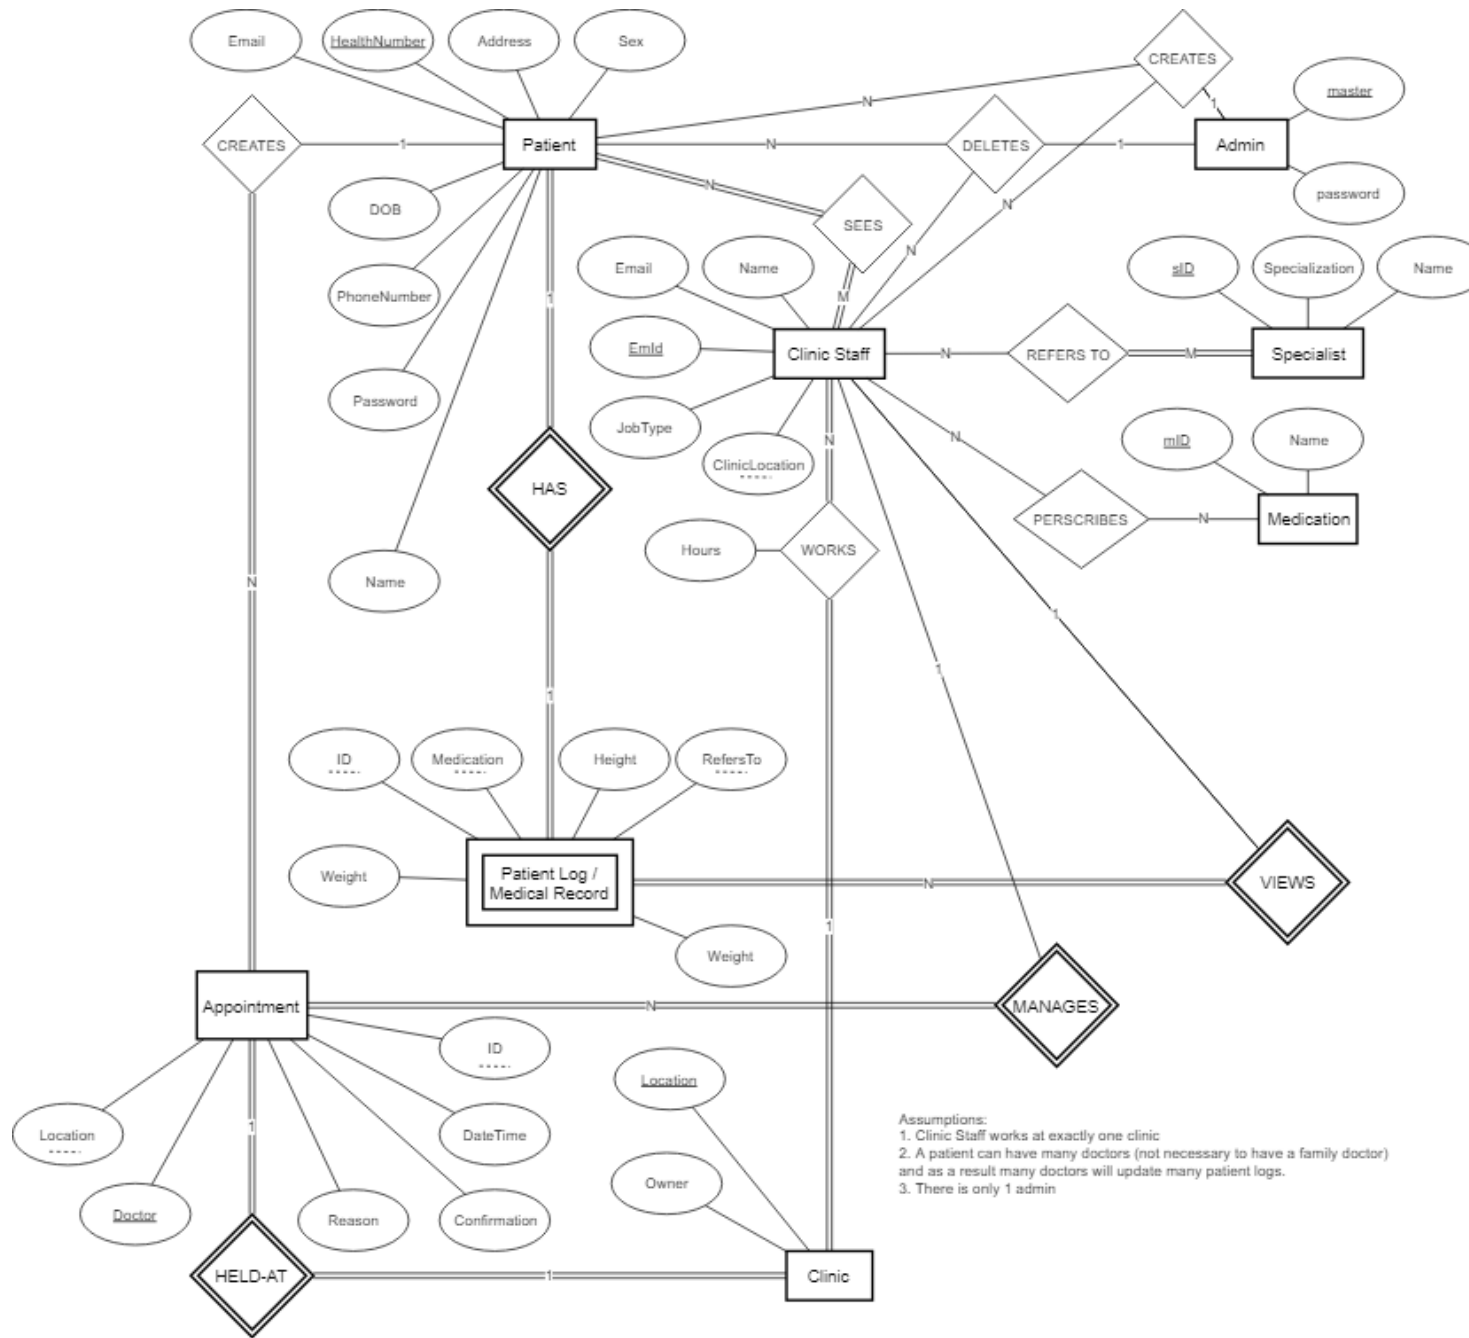 Email
HealthNumber
Address
Sex
CREATES
master
N
1
CREATES
1
Patient
N
DELETES
1
Admin
N
DOB
N
SEES
password
Email
Name
N
sID
Specialization
Name
PhoneNumber
1
M
EmId
Clinic Staff
N
REFERS TO
M
Specialist
Password
JobType
N
N
mID
Name
ClinicLocation
HAS
PERSCRIBES
N
Medication
Hours
WORKS
N
Name
1
1
1
ID
Medication
Height
RefersTo
Weight
Patient Log /
Medical Record
N
VIEWS
1
Weight
Appointment
N
MANAGES
ID
Location
1
Location
DateTime
Doctor
Reason
Confirmation
Owner
HELD-AT
1
Clinic
Assumptions:
1. Clinic Staff works at exactly one clinic
2. A patient can have many doctors (not necessary to have a family doctor)
and as a result many doctors will update many patient logs.
3. There is only 1 admin